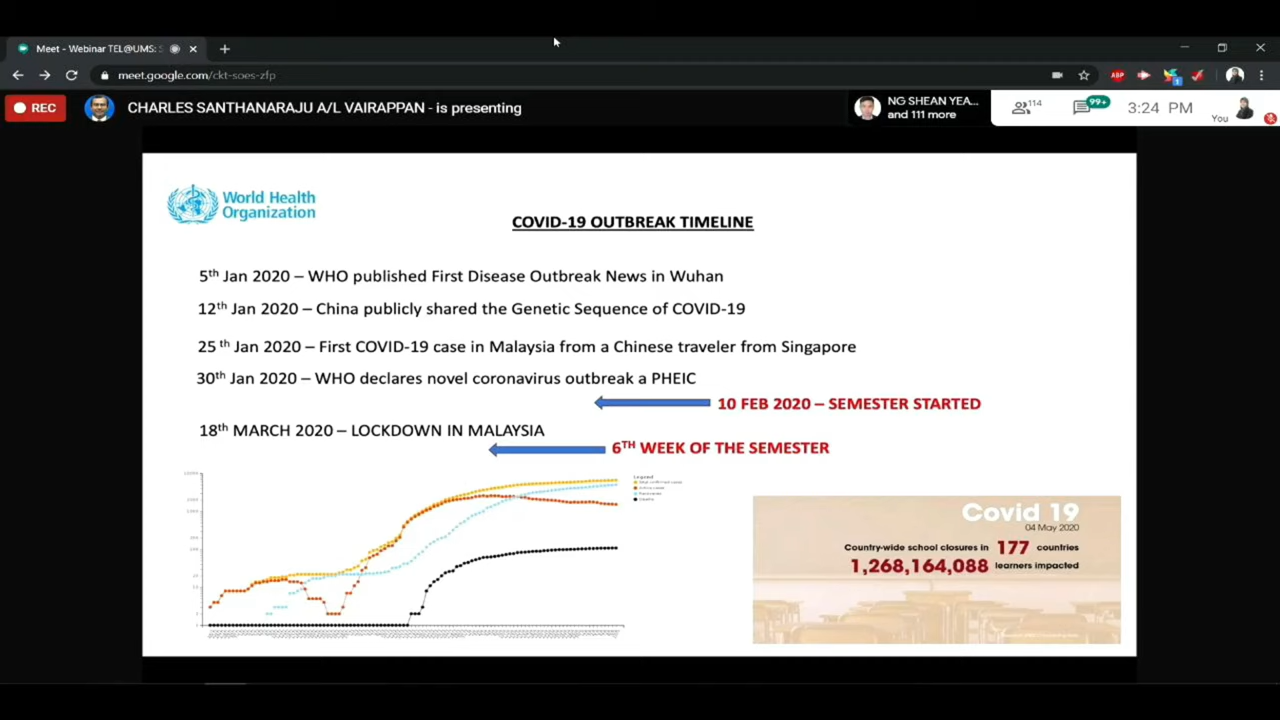 Meet - Webinar TEL@UMS: S
meet.google.com/ckt-soes-zfp
ABP
1
REC
CHARLES SANTHANARAJU A/L VAIRAPPAN - is presenting
NG SHEAN YEA...
and 111 more
114
99+
3:24 PM
You
World Health
Organization
COVID-19 OUTBREAK TIMELINE
5th Jan 2020 – WHO published First Disease Outbreak News in Wuhan
12th Jan 2020 – China publicly shared the Genetic Sequence of COVID-19
25 th Jan 2020 – First COVID-19 case in Malaysia from a Chinese traveler from Singapore
30th Jan 2020 – WHO declares novel coronavirus outbreak a PHEIC
10 FEB 2020 – SEMESTER STARTED
18th MARCH 2020 – LOCKDOWN IN MALAYSIA
6TH WEEK OF THE SEMESTER
Covid 19
04 May 2020
Country-wide school closures in 177 countries
1,268,164,088 learners impacted